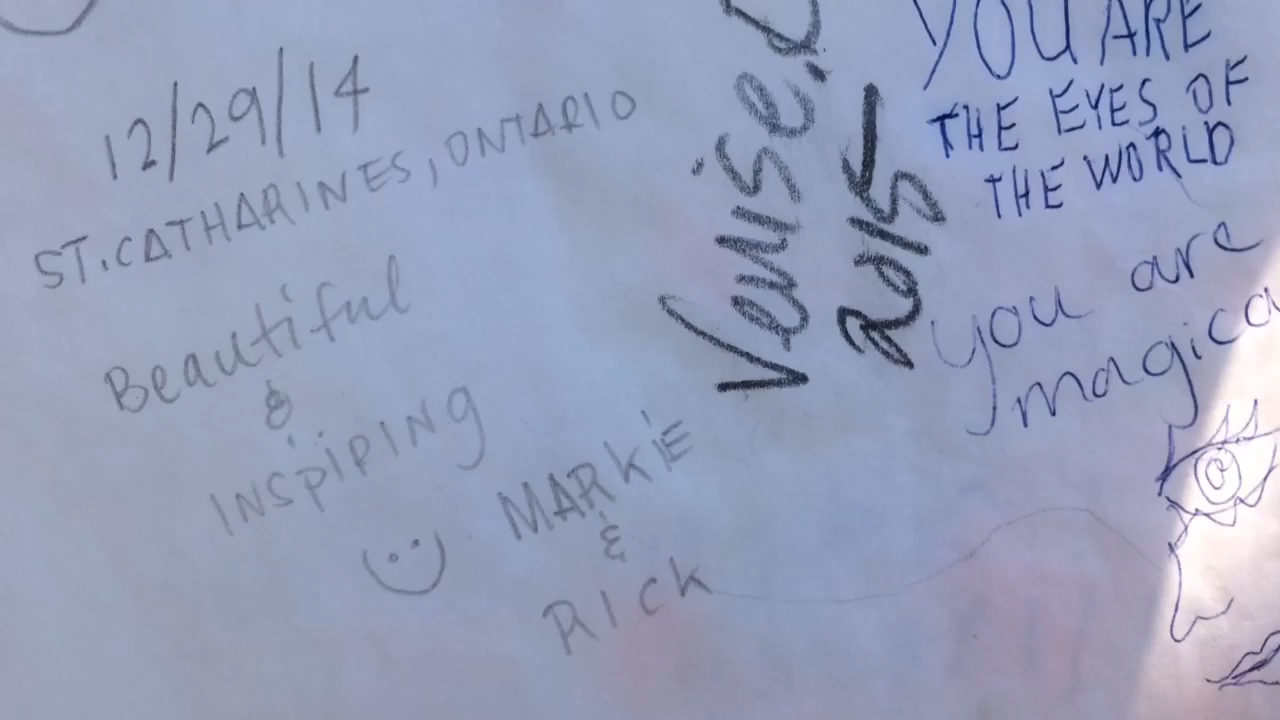 12/29/14
ST. CATHARINES, ONTARIO
Beautiful
&
INSPIRING
MARKIE
&
RICK
2015
YOU ARE
THE EYES OF
THE WORLD
you are